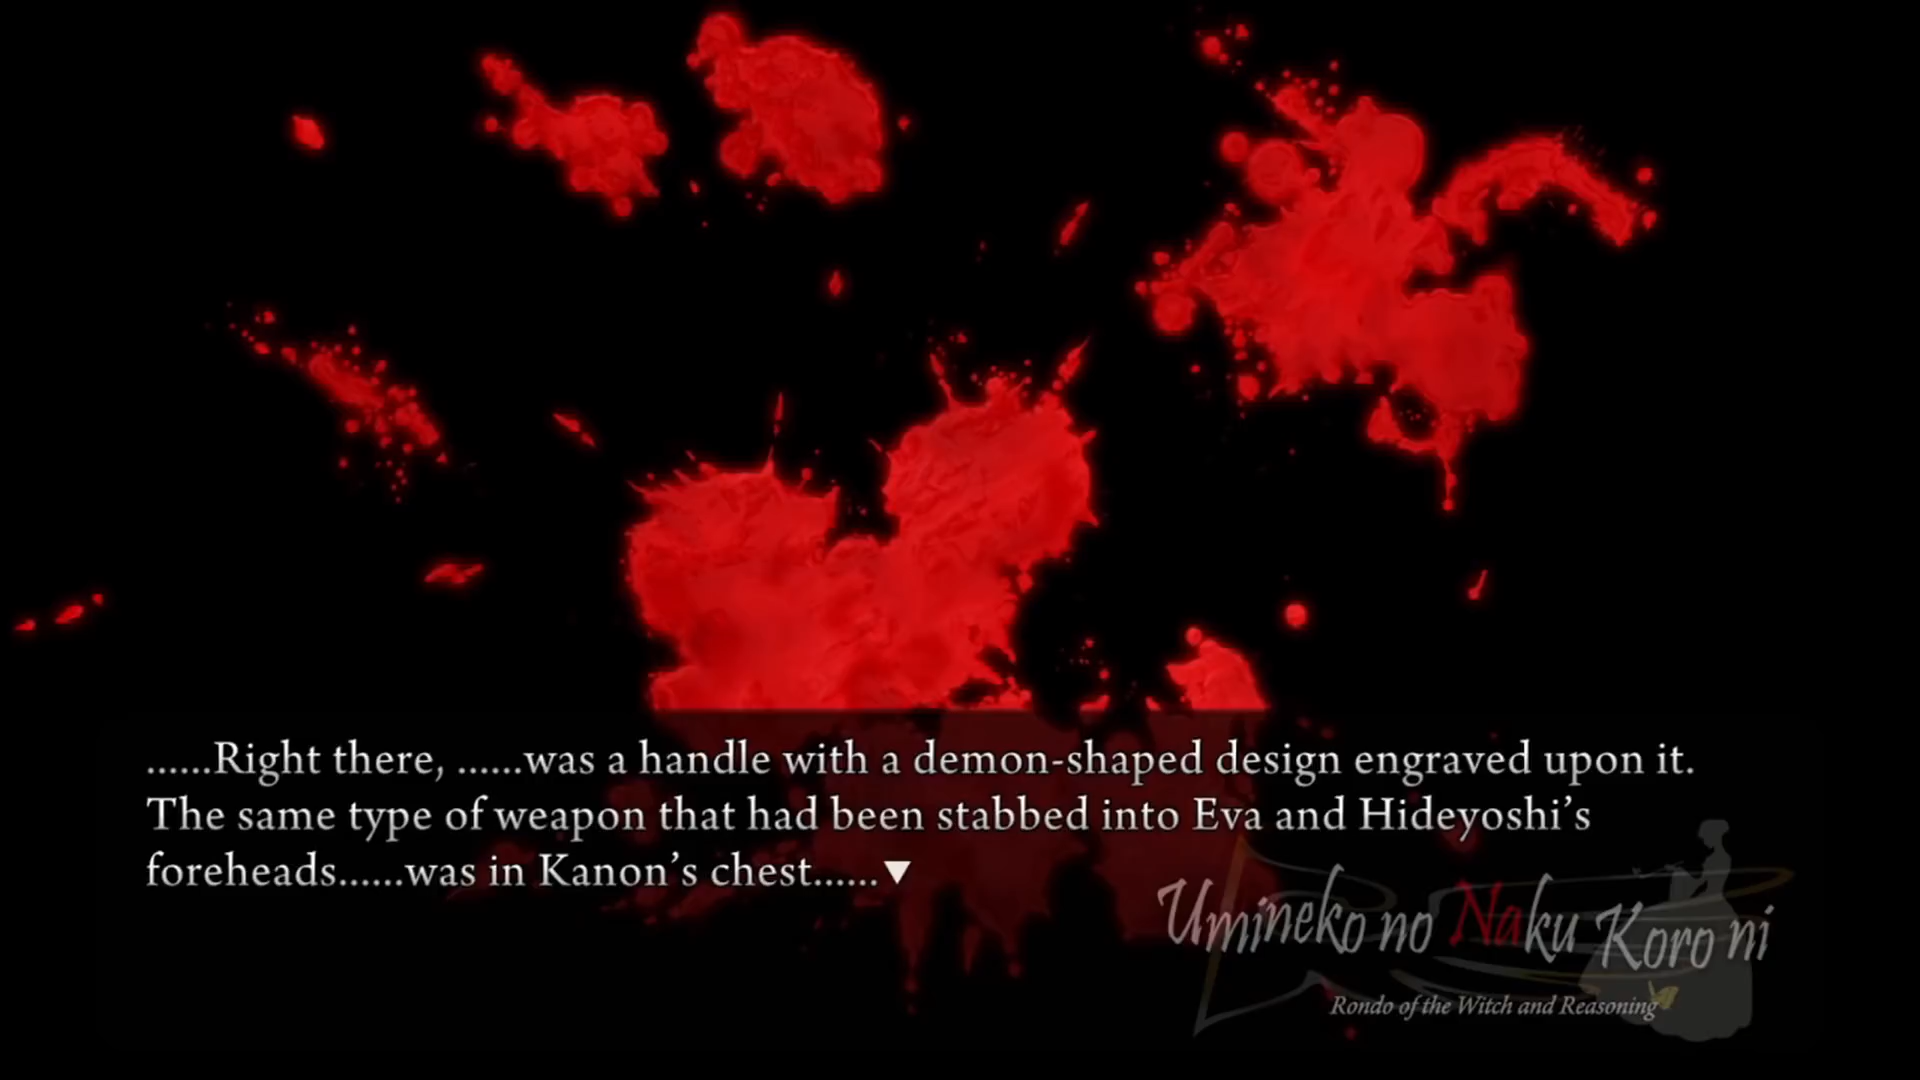 ......Right there, ......was a handle with a demon-shaped design engraved upon it.
The same type of weapon that had been stabbed into Eva and Hideyoshi's
foreheads......was in Kanon's chest......▼
Umineko no Naku Koro ni
Rondo of the Witch and Reasoning